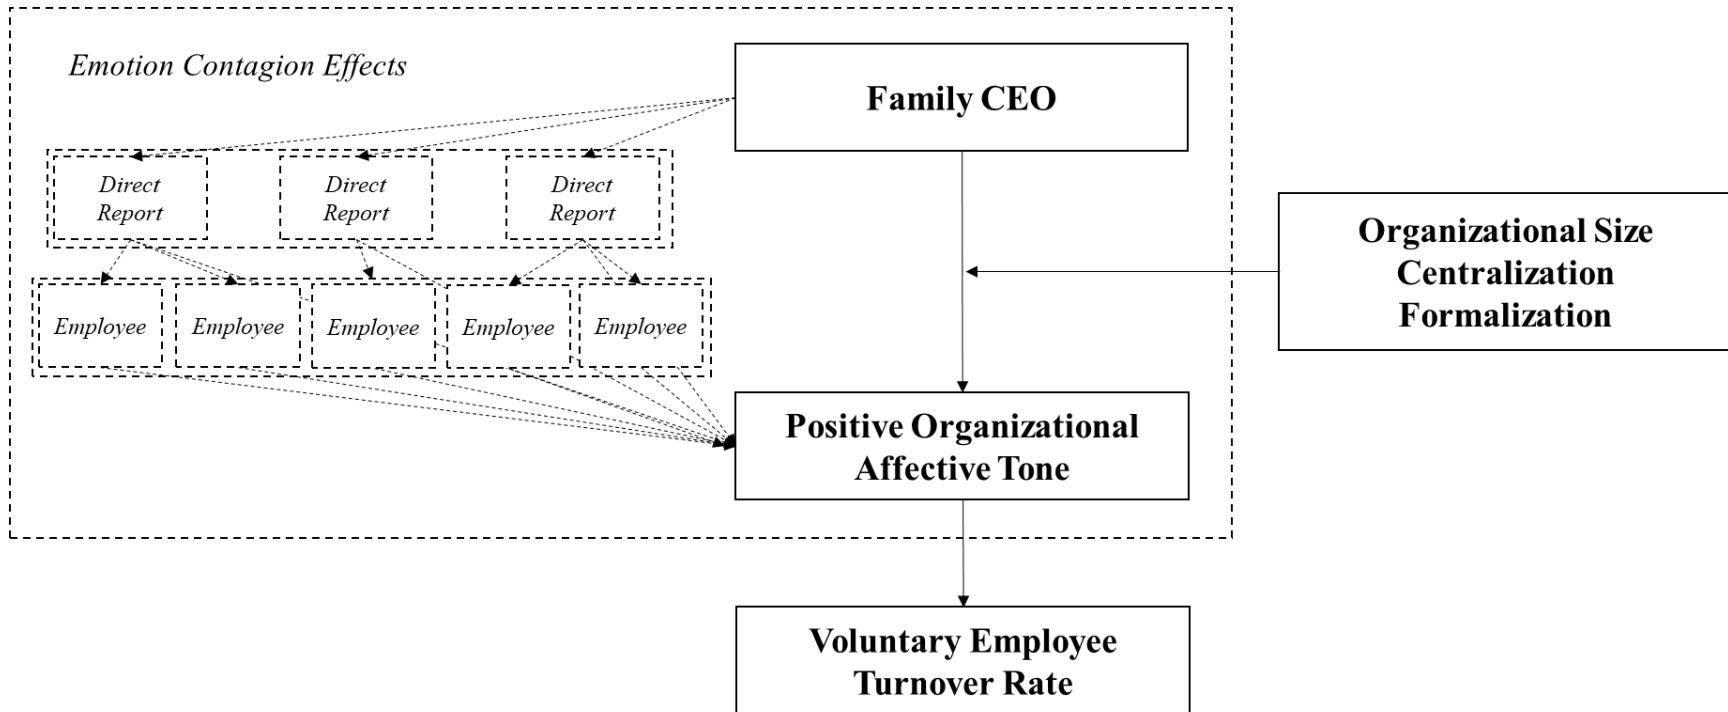 Emotion Contagion Effects
Family CEO
Direct
Report
Direct
Report
Direct
Report
Organizational Size
Centralization
Formalization
Employee
Employee
Employee
Employee
Employee
Positive Organizational
Affective Tone
Voluntary Employee
Turnover Rate